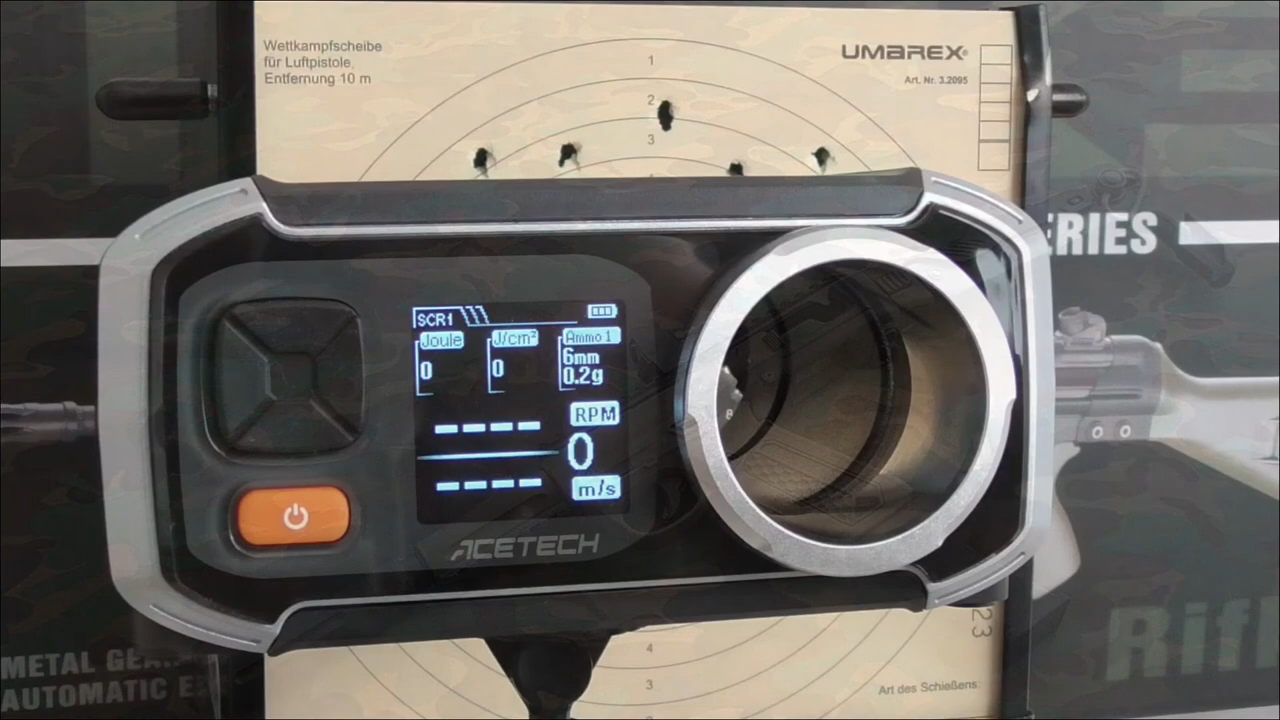 Wettkampfscheibe
für Luftpistole
Entfernung 10 m
UMAREX®
Art. Nr. 3.2095
1
2
3
ERIES
SCR1
Joule
J/cm²
Ammo 1
0
0
6mm
0.2g
RPM
0
m/s
ACETECH
METAL GEAR
AUTOMATIC E
4
3
23
Art des Schießens:
Rifl